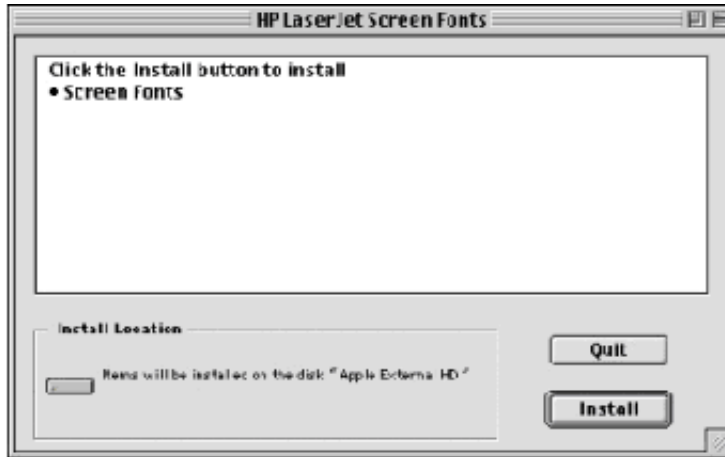 HP LaserJet Screen Fonts
Click the Install button to install
• Screen Fonts
Install Location
Items will be installed on the disk "Apple External HD"
Quit
Install